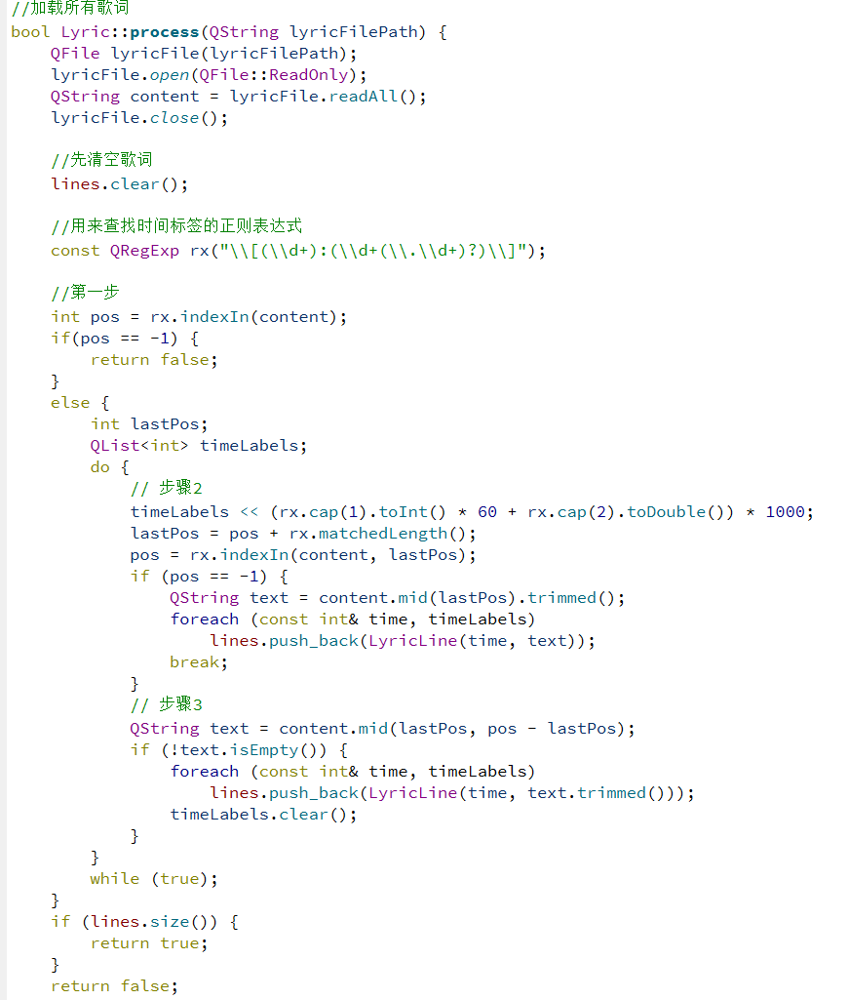 //加载所有歌词
bool Lyric::process(QString lyricFilePath) {
    QFile lyricFile(lyricFilePath);
    lyricFile.open(QFile::ReadOnly);
    QString content = lyricFile.readAll();
    lyricFile.close();

    //先清空歌词
    lines.clear();

    //用来查找时间标签的正则表达式
    const QRegExp rx("\\[(\\d+):(\\d+(\\.\\d+)?)\\]");

    //第一步
    int pos = rx.indexIn(content);
    if(pos == -1) {
        return false;
    }
    else {
        int lastPos;
        QList<int> timeLabels;
        do {
            // 步骤2
            timeLabels << (rx.cap(1).toInt() * 60 + rx.cap(2).toDouble()) * 1000;
            lastPos = pos + rx.matchedLength();
            pos = rx.indexIn(content, lastPos);
            if (pos == -1) {
                QString text = content.mid(lastPos).trimmed();
                foreach (const int& time, timeLabels)
                    lines.push_back(LyricLine(time, text));
                break;
            }
            // 步骤3
            QString text = content.mid(lastPos, pos - lastPos);
            if (!text.isEmpty()) {
                foreach (const int& time, timeLabels)
                    lines.push_back(LyricLine(time, text.trimmed()));
                timeLabels.clear();
            }
        }
        while (true);
    }
    if (lines.size()) {
        return true;
    }
    return false;